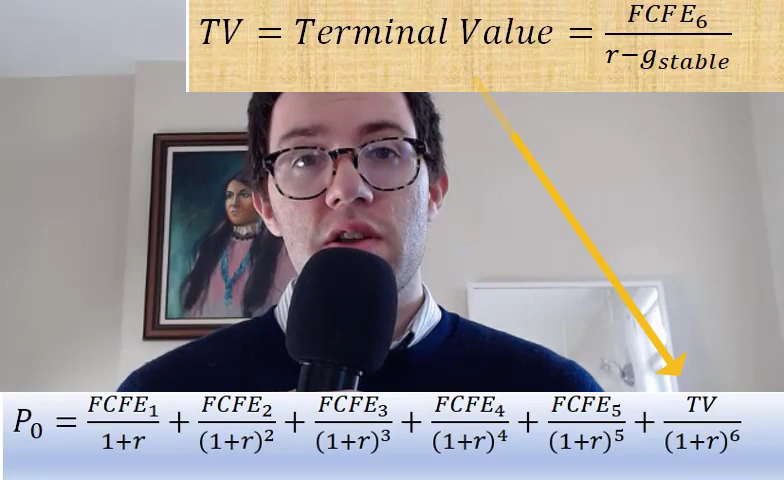 TV = Terminal Value = FCFE₆ / (r−g_stable)
P₀ = FCFE₁/(1+r) + FCFE₂/(1+r)² + FCFE₃/(1+r)³ + FCFE₄/(1+r)⁴ + FCFE₅/(1+r)⁵ + TV/(1+r)⁶